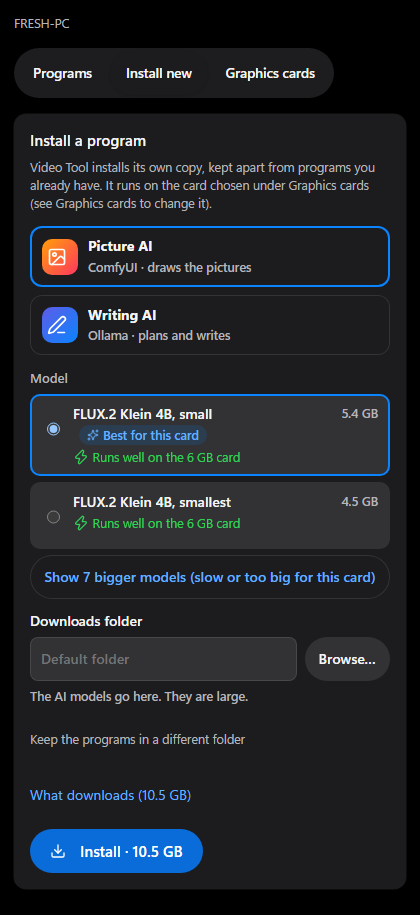 FRESH-PC
Programs
Install new
Graphics cards
Install a program
Video Tool installs its own copy, kept apart from programs you
already have. It runs on the card chosen under Graphics cards
(see Graphics cards to change it).
Picture AI
ComfyUI · draws the pictures
Writing AI
Ollama · plans and writes
Model
FLUX.2 Klein 4B, small
5.4 GB
Best for this card
Runs well on the 6 GB card
FLUX.2 Klein 4B, smallest
4.5 GB
Runs well on the 6 GB card
Show 7 bigger models (slow or too big for this card)
Downloads folder
Default folder
Browse...
The AI models go here. They are large.
Keep the programs in a different folder
What downloads (10.5 GB)
Install · 10.5 GB